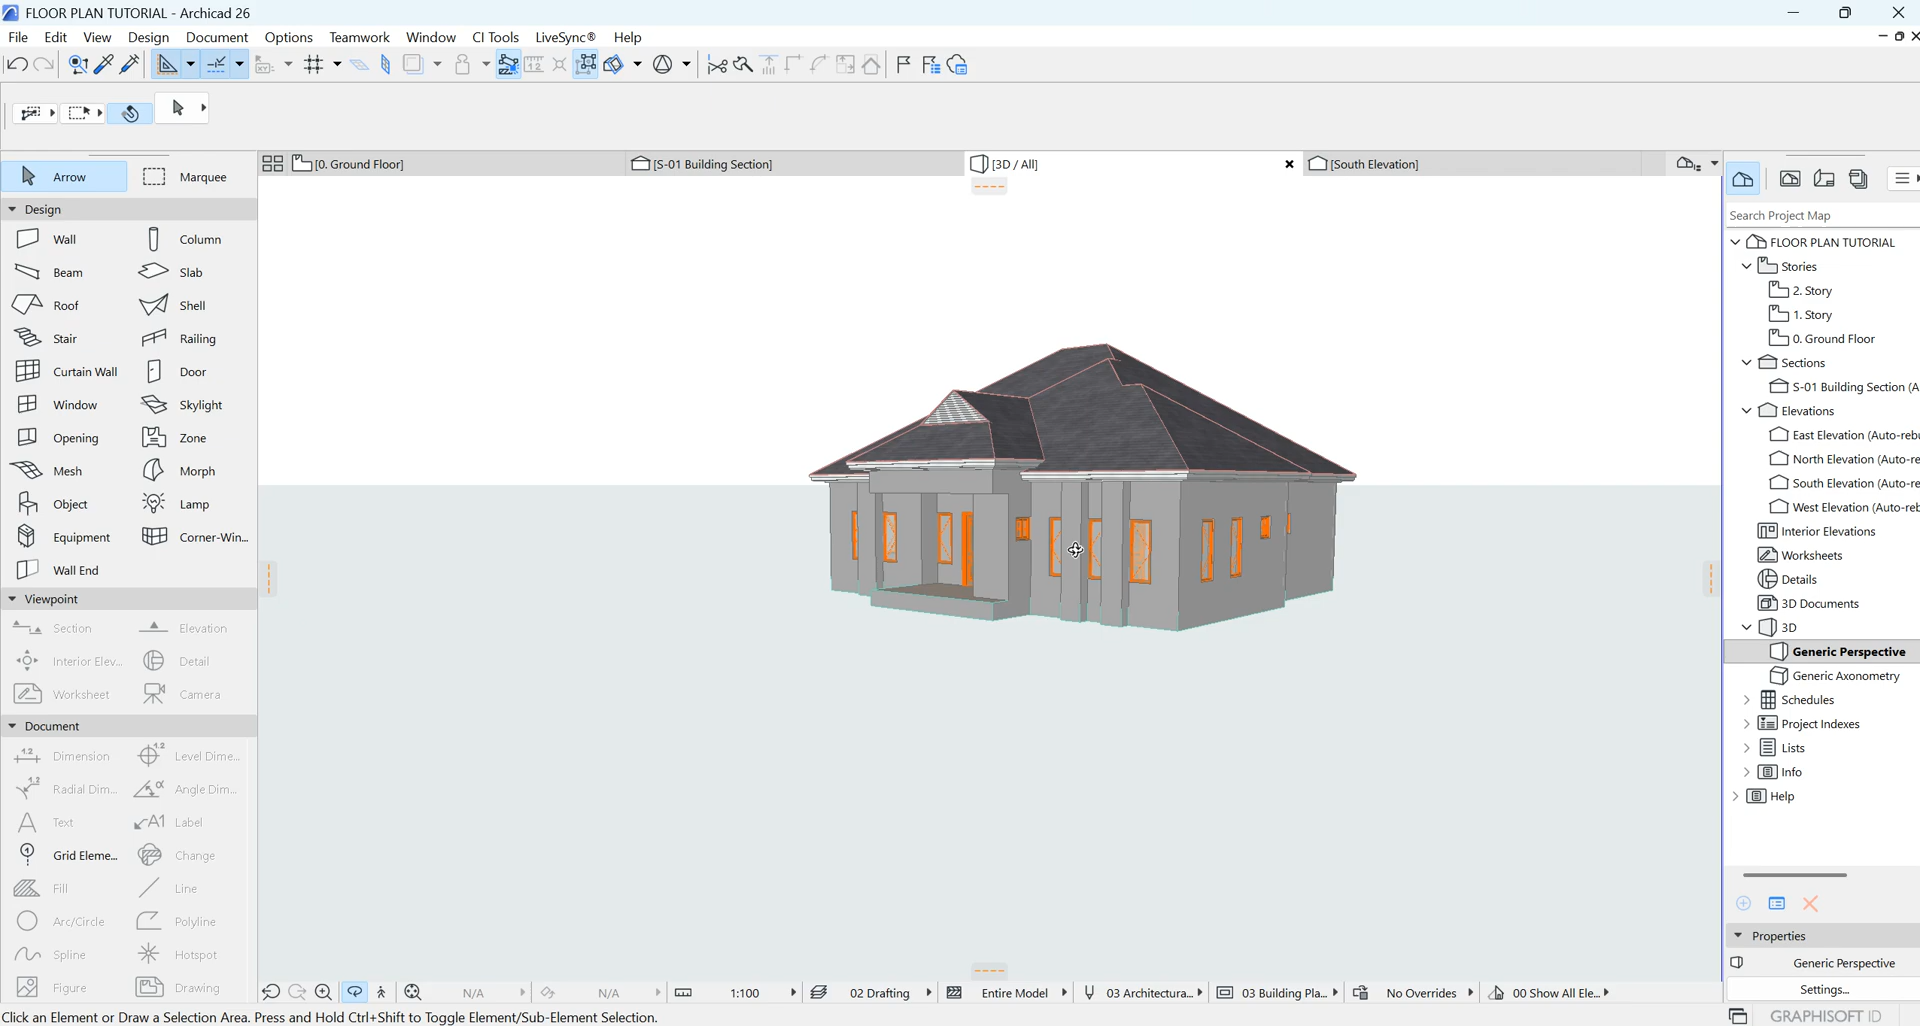 FLOOR PLAN TUTORIAL - Archicad 26
File Edit View Design Document Options Teamwork Window CI Tools LiveSync® Help
[0. Ground Floor] [S-01 Building Section] [3D / All] [South Elevation]
Arrow Marquee
Design
Wall Column
Beam Slab
Roof Shell
Stair Railing
Curtain Wall Door
Window Skylight
Opening Zone
Mesh Morph
Object Lamp
Equipment Corner-Win...
Wall End
Viewpoint
Section Elevation
Interior Elev... Detail
Worksheet Camera
Document
1.2 Dimension 1.2 Level Dime...
1.2 Radial Dim... Angle Dim...
Text A1 Label
Grid Eleme... Change
Fill Line
Arc/Circle Polyline
Spline Hotspot
Figure Drawing
Search Project Map
FLOOR PLAN TUTORIAL
Stories
2. Story
1. Story
0. Ground Floor
Sections
S-01 Building Section (A
Elevations
East Elevation (Auto-rebu
North Elevation (Auto-re
South Elevation (Auto-re
West Elevation (Auto-reb
Interior Elevations
Worksheets
Details
3D Documents
3D
Generic Perspective
Generic Axonometry
Schedules
Project Indexes
Lists
Info
Help
Properties
Generic Perspective
Settings...
N/A N/A 1:100 02 Drafting Entire Model 03 Architectura... 03 Building Pla... No Overrides 00 Show All Ele...
Click an Element or Draw a Selection Area. Press and Hold Ctrl+Shift to Toggle Element/Sub-Element Selection.
GRAPHISOFT ID